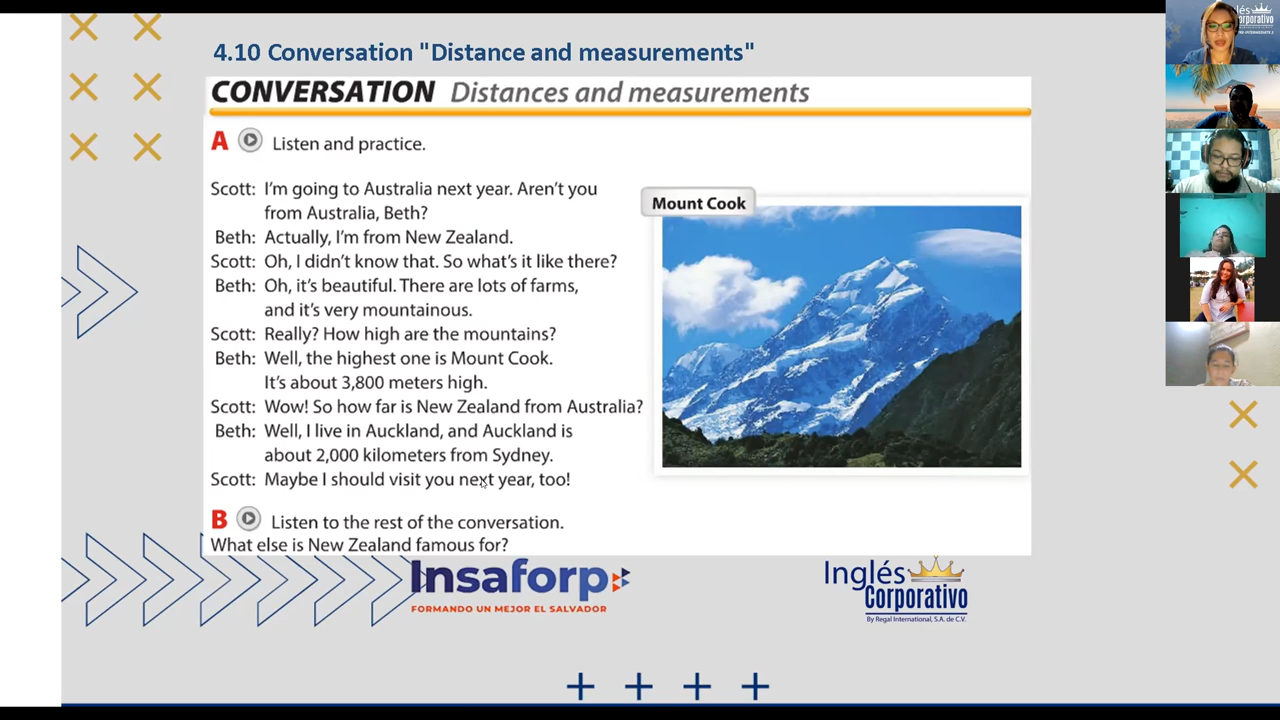 4.10 Conversation "Distance and measurements"
CONVERSATION Distances and measurements
A Listen and practice.
Scott: I'm going to Australia next year. Aren't you
from Australia, Beth?
Beth: Actually, I'm from New Zealand.
Scott: Oh, I didn't know that. So what's it like there?
Beth: Oh, it's beautiful. There are lots of farms,
and it's very mountainous.
Scott: Really? How high are the mountains?
Beth: Well, the highest one is Mount Cook.
It's about 3,800 meters high.
Scott: Wow! So how far is New Zealand from Australia?
Beth: Well, I live in Auckland, and Auckland is
about 2,000 kilometers from Sydney.
Scott: Maybe I should visit you next year, too!
Mount Cook
B Listen to the rest of the conversation.
What else is New Zealand famous for?
Insaforp
FORMANDO UN MEJOR EL SALVADOR
Inglés
Corporativo
By Regal International, S.A. de C.V.